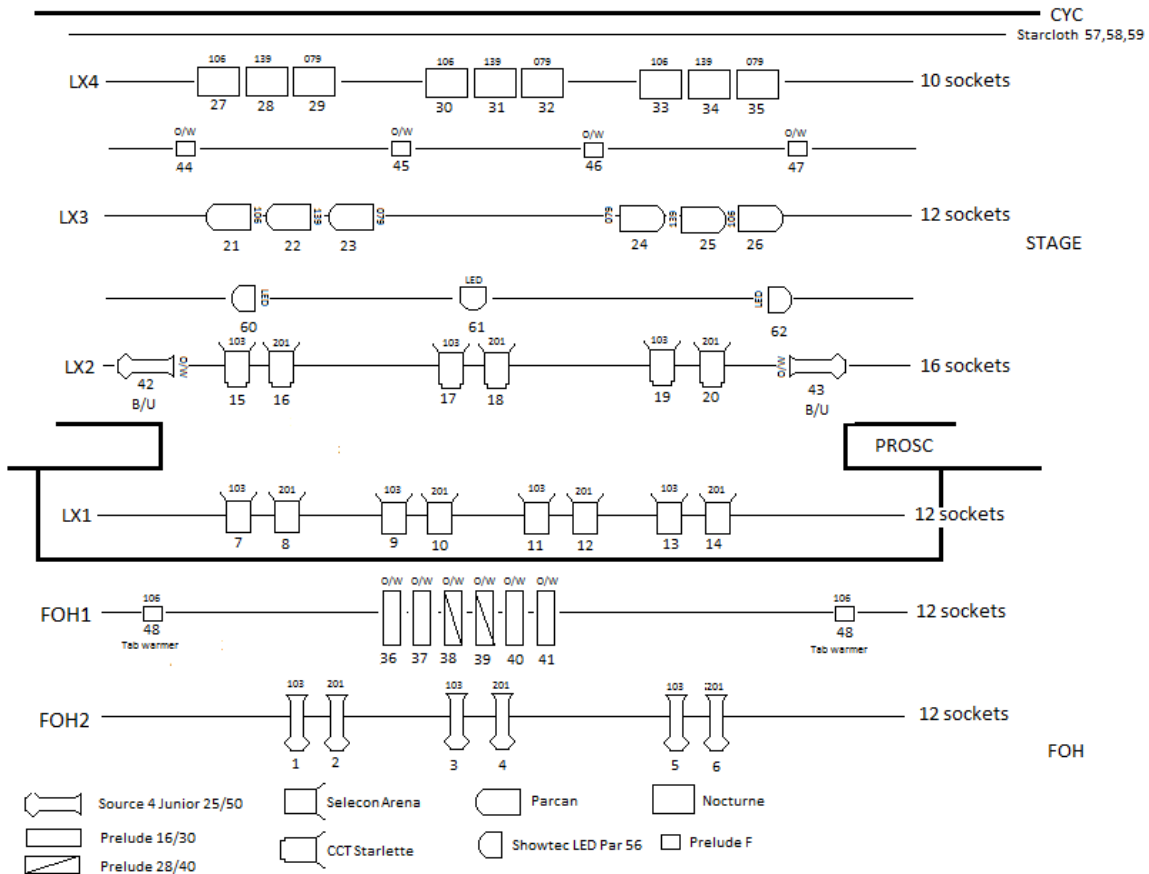 CYC
Starcloth 57,58,59
106 139 079 106 139 079 106 139 079
LX4 10 sockets
27 28 29 30 31 32 33 34 35
O/W O/W O/W O/W
44 45 46 47
LX3 106 139 079 079 139 106 12 sockets
21 22 23 24 25 26
STAGE
LED LED LED
60 61 62
103 201 103 201 103 201
LX2 O/W O/W 16 sockets
42 15 16 17 18 19 20 43
B/U B/U
PROSC
103 201 103 201 103 201 103 201
LX1 12 sockets
7 8 9 10 11 12 13 14
O/W O/W O/W O/W O/W O/W
106 106
FOH1 12 sockets
48 48
Tab warmer Tab warmer
36 37 38 39 40 41
103 201 103 201 103 201
FOH2 12 sockets
1 2 3 4 5 6
FOH
Source 4 Junior 25/50 Selecon Arena Parcan Nocturne
Prelude 16/30 CCT Starlette Showtec LED Par 56 Prelude F
Prelude 28/40